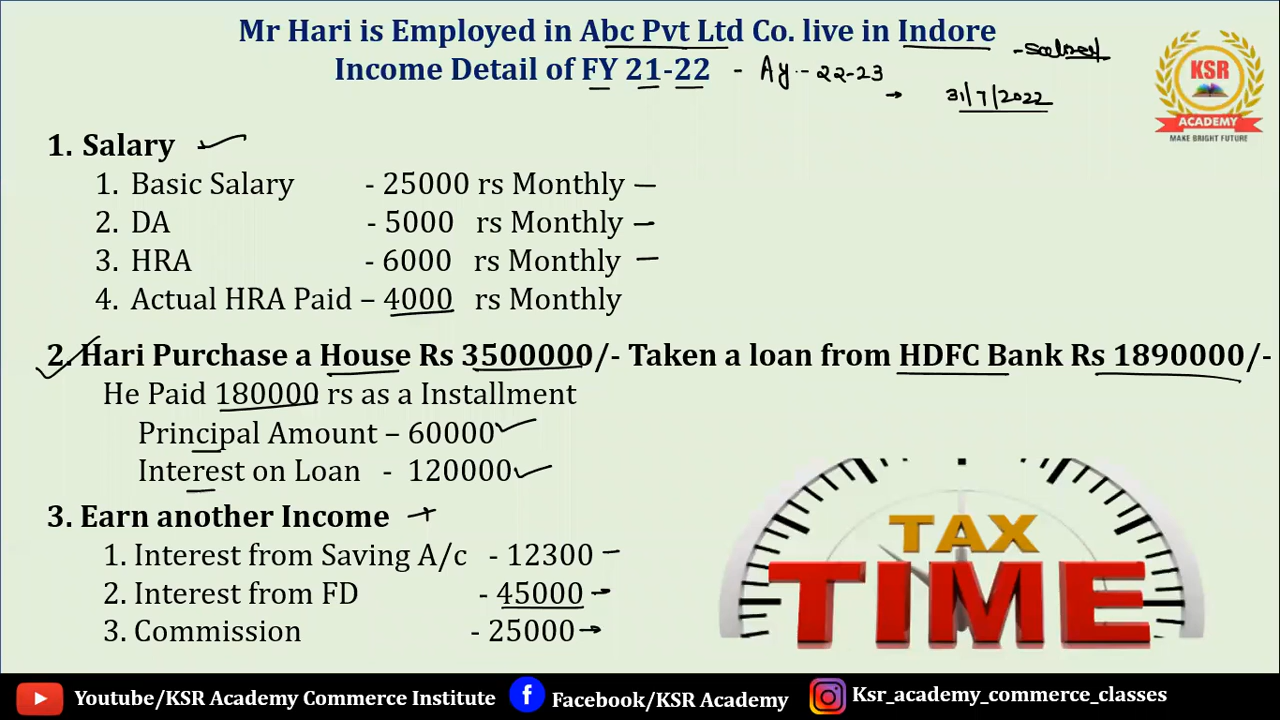 Mr Hari is Employed in Abc Pvt Ltd Co. live in Indore
Income Detail of FY 21-22 - Ay - 22-23
31/7/2022
KSR
ACADEMY
MAKE BRIGHT FUTURE
1. Salary
1. Basic Salary - 25000 rs Monthly
2. DA - 5000 rs Monthly
3. HRA - 6000 rs Monthly
4. Actual HRA Paid – 4000 rs Monthly
2. Hari Purchase a House Rs 3500000/- Taken a loan from HDFC Bank Rs 1890000/-
He Paid 180000 rs as a Installment
Principal Amount – 60000
Interest on Loan - 120000
3. Earn another Income
1. Interest from Saving A/c - 12300
2. Interest from FD - 45000
3. Commission - 25000
TAX
TIME
Youtube/KSR Academy Commerce Institute
Facebook/KSR Academy
Ksr_academy_commerce_classes